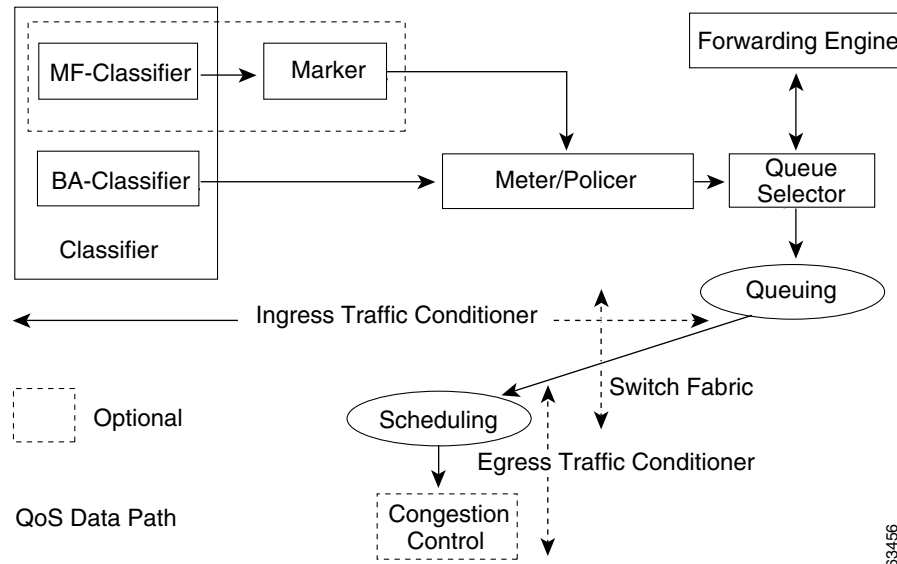 Forwarding Engine
MF-Classifier
Marker
BA-Classifier
Meter/Policer
Queue
Selector
Classifier
Queuing
Ingress Traffic Conditioner
Switch Fabric
Optional
Scheduling
Egress Traffic Conditioner
QoS Data Path
Congestion
Control
63456